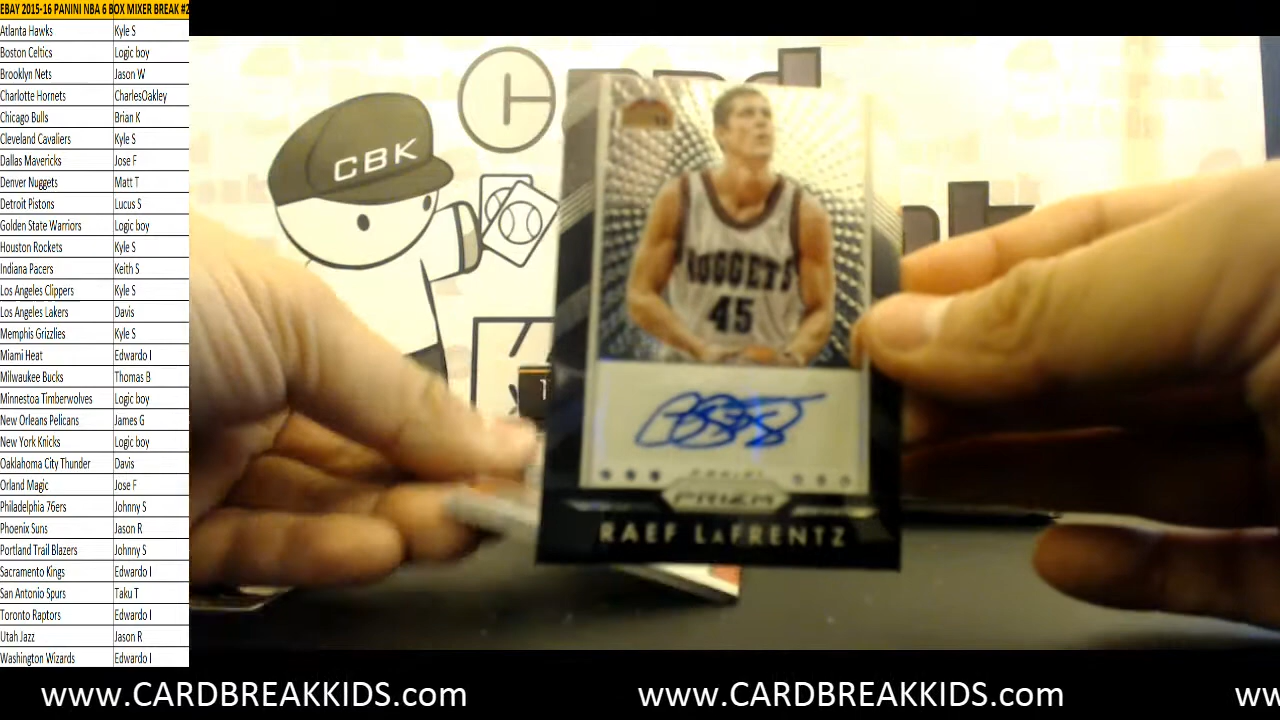 EBAY 2015-16 PANINI NBA 6 BOX MIXER BREAK #2
Atlanta Hawks Kyle S
Boston Celtics Logic boy
Brooklyn Nets Jason W
Charlotte Hornets CharlesOakley
Chicago Bulls Brian K
Cleveland Cavaliers Kyle S
Dallas Mavericks Jose F
Denver Nuggets Matt T
Detroit Pistons Lucus S
Golden State Warriors Logic boy
Houston Rockets Kyle S
Indiana Pacers Keith S
Los Angeles Clippers Kyle S
Los Angeles Lakers Davis
Memphis Grizzlies Kyle S
Miami Heat Edwardo I
Milwaukee Bucks Thomas B
Minnestoa Timberwolves Logic boy
New Orleans Pelicans James G
New York Knicks Logic boy
Oaklahoma City Thunder Davis
Orland Magic Jose F
Philadelphia 76ers Johnny S
Phoenix Suns Jason R
Portland Trail Blazers Johnny S
Sacramento Kings Edwardo I
San Antonio Spurs Taku T
Toronto Raptors Edwardo I
Utah Jazz Jason R
Washington Wizards Edwardo I
CBK
NUGGETS
45
PANINI
PRIZM
RAEF LAFRENTZ
www.CARDBREAKKIDS.com www.CARDBREAKKIDS.com ww